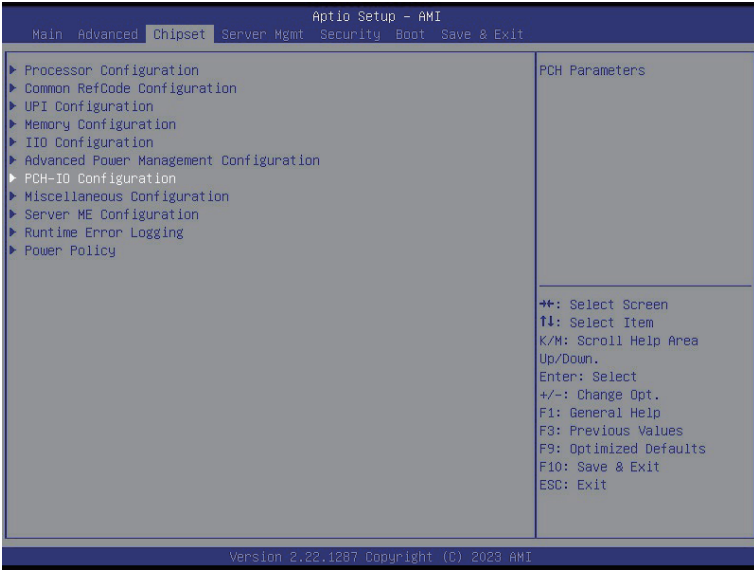 Aptio Setup – AMI
Main Advanced Chipset Server Mgmt Security Boot Save & Exit
▶ Processor Configuration
▶ Common RefCode Configuration
▶ UPI Configuration
▶ Memory Configuration
▶ IIO Configuration
▶ Advanced Power Management Configuration
▶ PCH-IO Configuration
▶ Miscellaneous Configuration
▶ Server ME Configuration
▶ Runtime Error Logging
▶ Power Policy
PCH Parameters
→←: Select Screen
↑↓: Select Item
K/M: Scroll Help Area
Up/Down.
Enter: Select
+/-: Change Opt.
F1: General Help
F3: Previous Values
F9: Optimized Defaults
F10: Save & Exit
ESC: Exit
Version 2.22.1287 Copyright (C) 2023 AMI